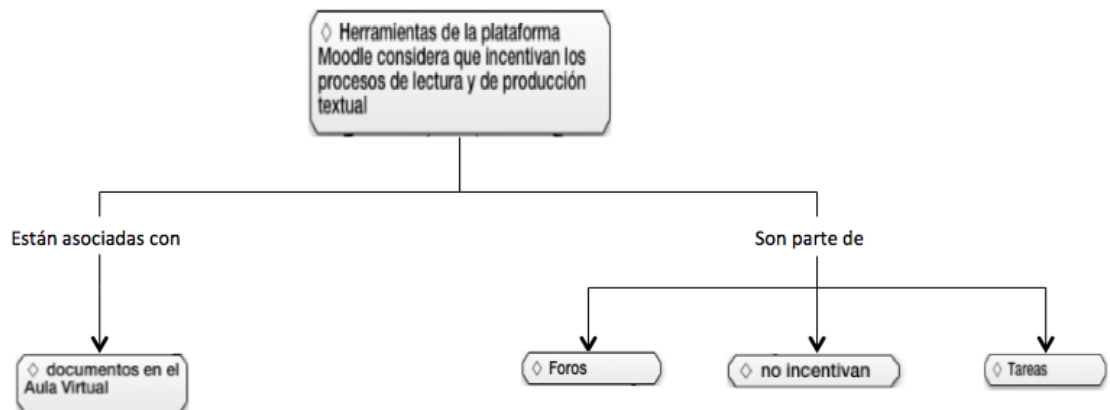 ◇ Herramientas de la plataforma
Moodle considera que incentivan los
procesos de lectura y de producción
textual
Están asociadas con
Son parte de
◇ documentos en el
Aula Virtual
◇ Foros
◇ no incentivan
◇ Tareas